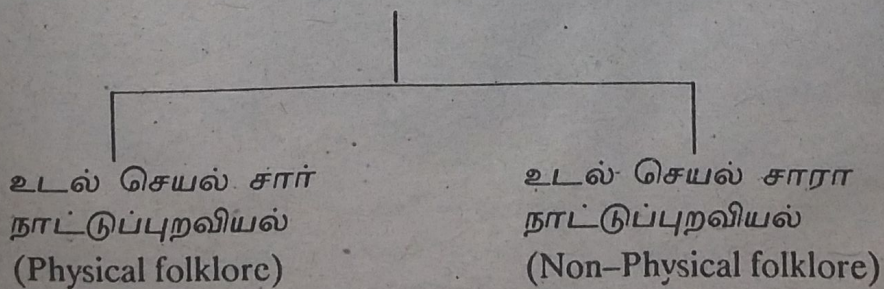 உடல் செயல் சார்
நாட்டுப்புறவியல்
(Physical folklore)
உடல் செயல் சாரா
நாட்டுப்புறவியல்
(Non–Physical folklore)